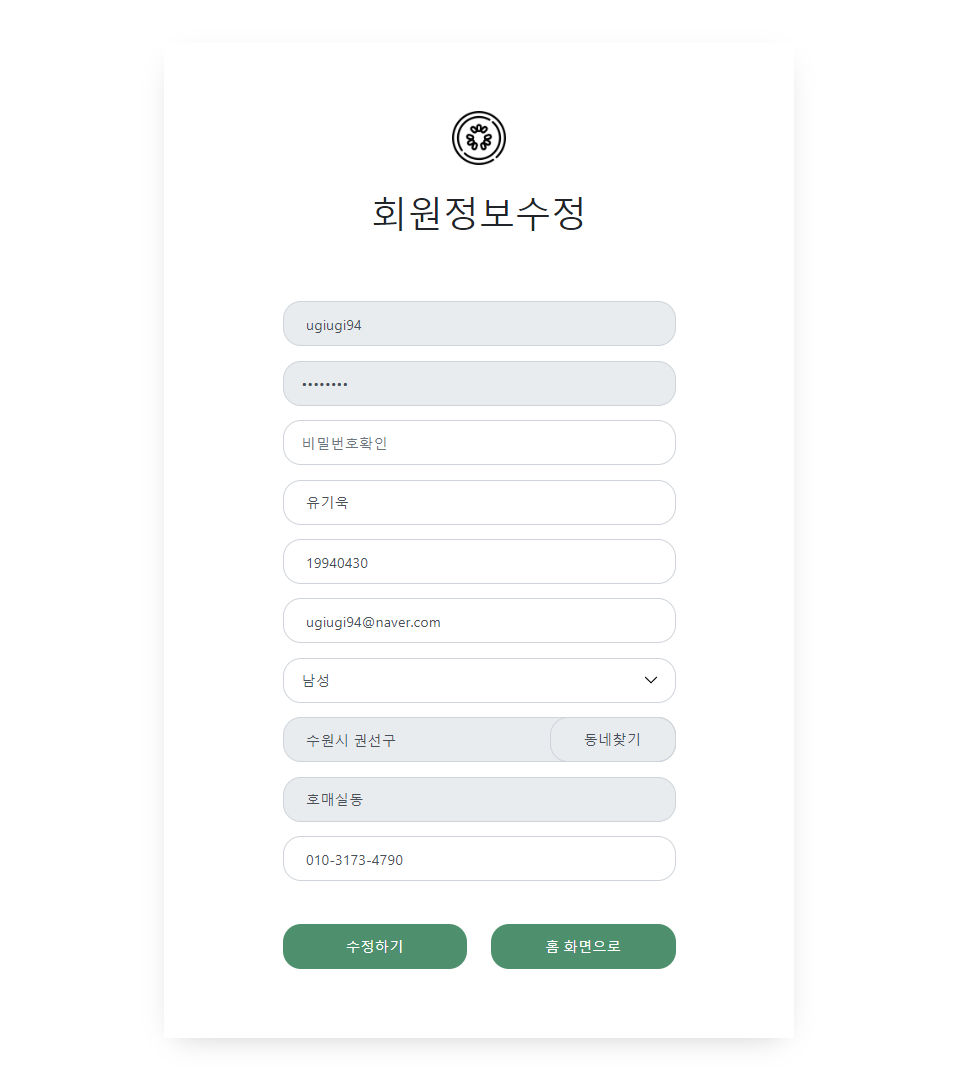 회원정보수정
ugiugi94
••••••••
비밀번호확인
유기욱
19940430
ugiugi94@naver.com
남성
수원시 권선구 동네찾기
호매실동
010-3173-4790
수정하기 홈 화면으로